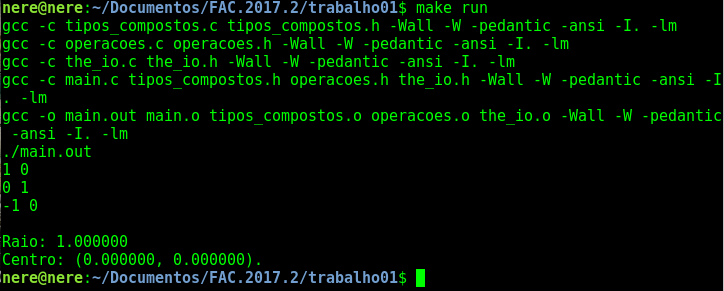 nere@nere:~/Documentos/FAC.2017.2/trabalho01$ make run
gcc -c tipos_compostos.c tipos_compostos.h -Wall -W -pedantic -ansi -I. -lm
gcc -c operacoes.c operacoes.h -Wall -W -pedantic -ansi -I. -lm
gcc -c the_io.c the_io.h -Wall -W -pedantic -ansi -I. -lm
gcc -c main.c tipos_compostos.h operacoes.h the_io.h -Wall -W -pedantic -ansi -I
. -lm
gcc -o main.out main.o tipos_compostos.o operacoes.o the_io.o -Wall -W -pedantic
 -ansi -I. -lm
./main.out
1 0
0 1
-1 0

Raio: 1.000000
Centro: (0.000000, 0.000000).
nere@nere:~/Documentos/FAC.2017.2/trabalho01$